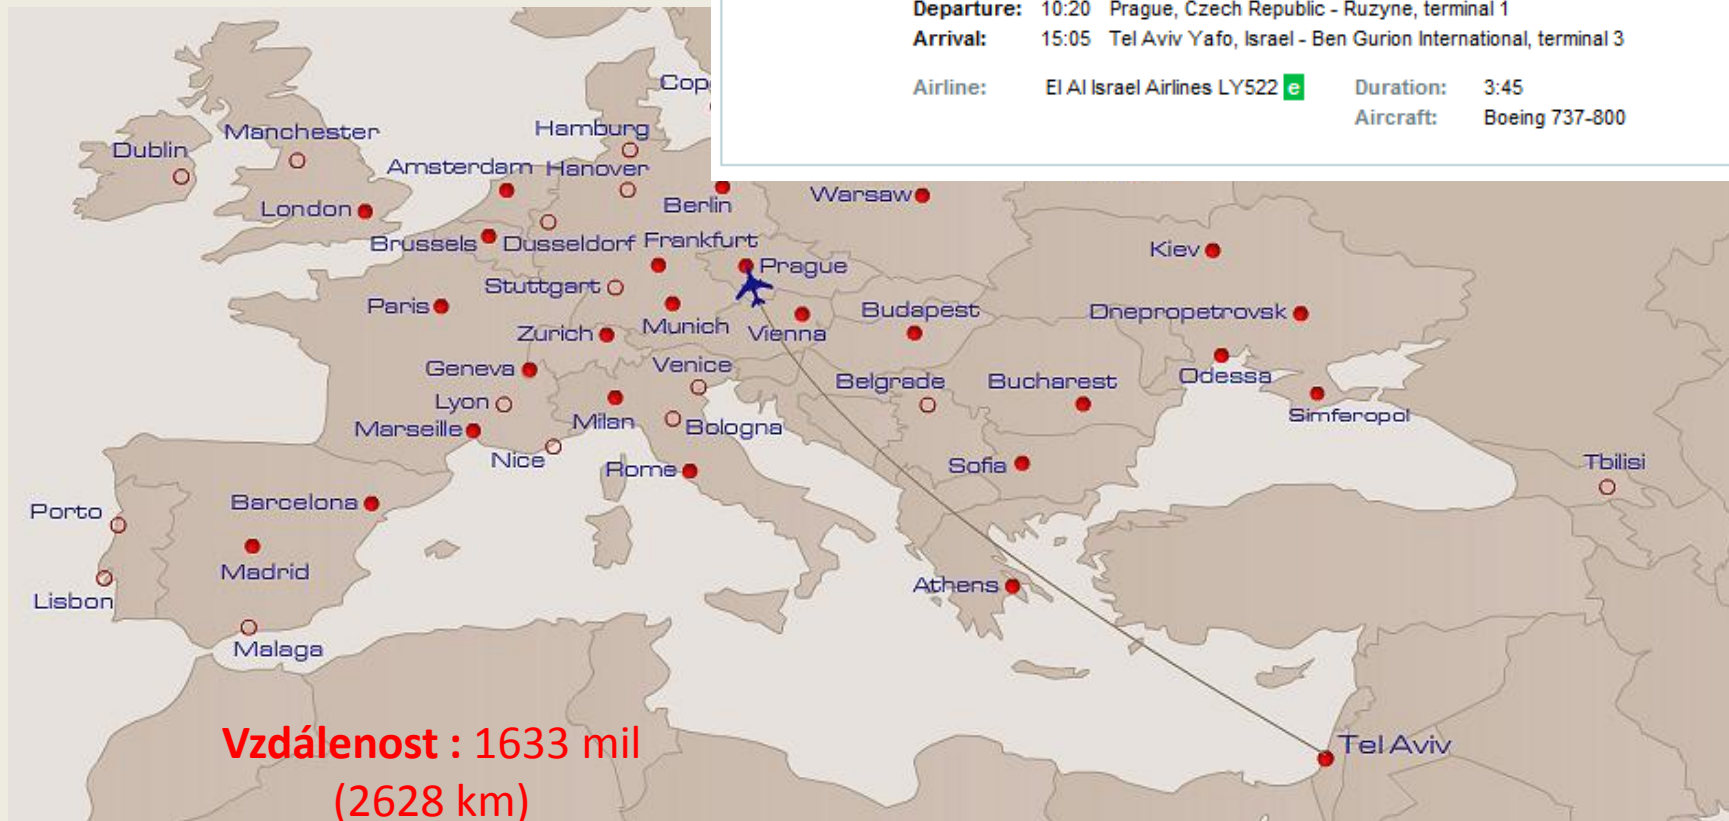 Departure: 10:20 Prague, Czech Republic - Ruzyne, terminal 1
Arrival: 15:05 Tel Aviv Yafo, Israel - Ben Gurion International, terminal 3
Airline: El Al Israel Airlines LY522 e Duration: 3:45
Aircraft: Boeing 737-800
Cop
Hamburg
Manchester
Dublin
Amsterdam
Hanover
Warsaw
London
Berlin
Brussels
Dusseldorf
Frankfurt
Kiev
Prague
Stuttgart
Paris
Budapest
Dnepropetrovsk
Zurich
Munich
Vienna
Geneva
Venice
Belgrade
Bucharest
Odessa
Lyon
Milan
Simferopol
Marseille
Bologna
Nice
Rome
Sofia
Tbilisi
Barcelona
Porto
Madrid
Athens
Lisbon
Malaga
Tel Aviv
Vzdálenost : 1633 mil
(2628 km)